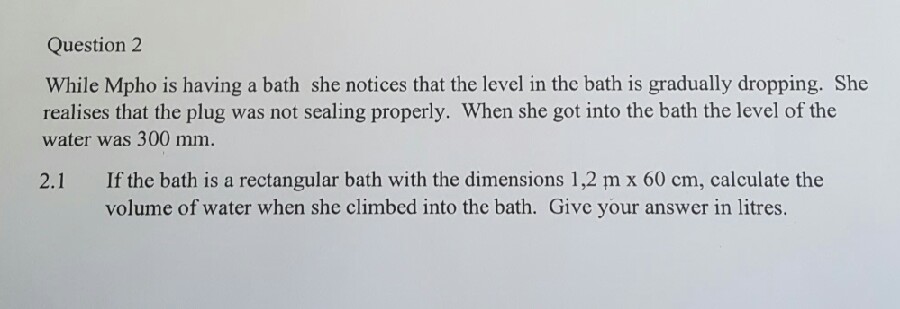 Question 2
While Mpho is having a bath she notices that the level in the bath is gradually dropping. She
realises that the plug was not sealing properly. When she got into the bath the level of the
water was 300 mm.
2.1 If the bath is a rectangular bath with the dimensions 1,2 m x 60 cm, calculate the
volume of water when she climbed into the bath. Give your answer in litres.